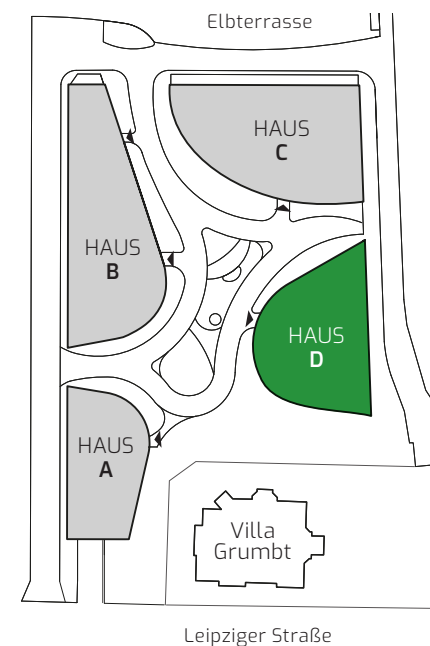 Elbterrasse
HAUS
C
HAUS
B
HAUS
D
HAUS
A
Villa
Grumbt
Leipziger Straße